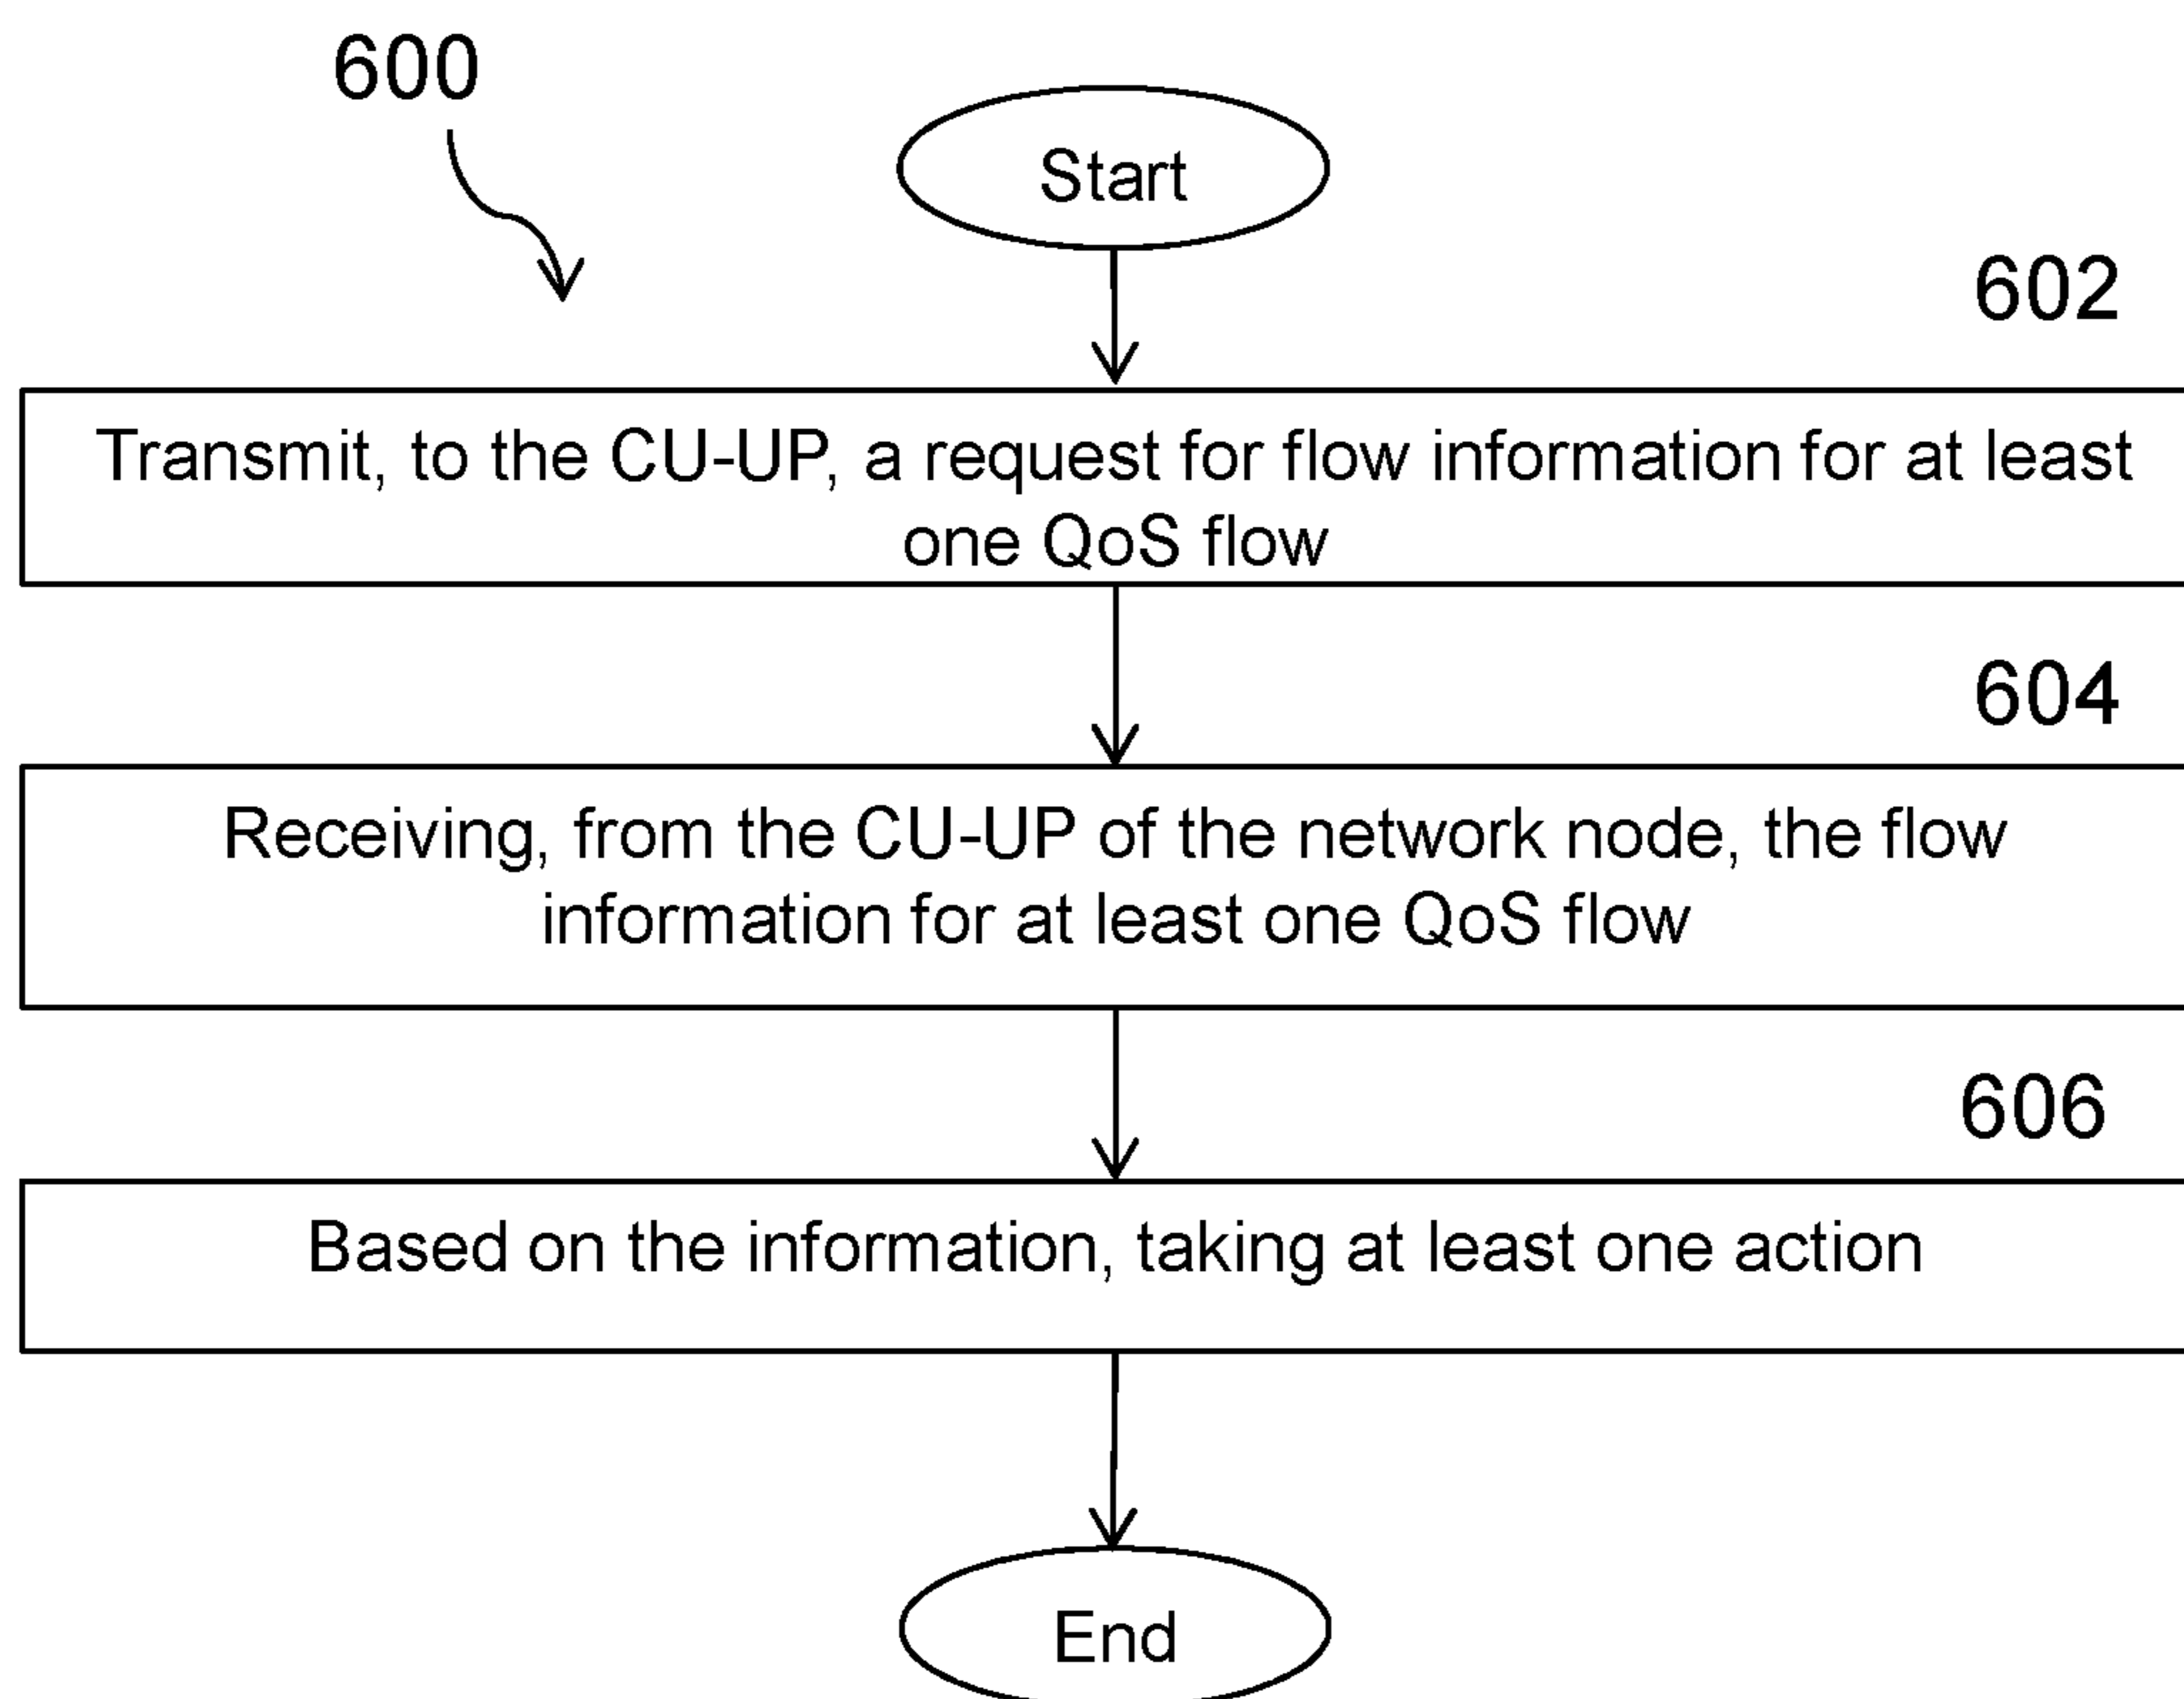 600
Start
602
Transmit, to the CU-UP, a request for flow information for at least
one QoS flow
604
Receiving, from the CU-UP of the network node, the flow
information for at least one QoS flow
606
Based on the information, taking at least one action
End